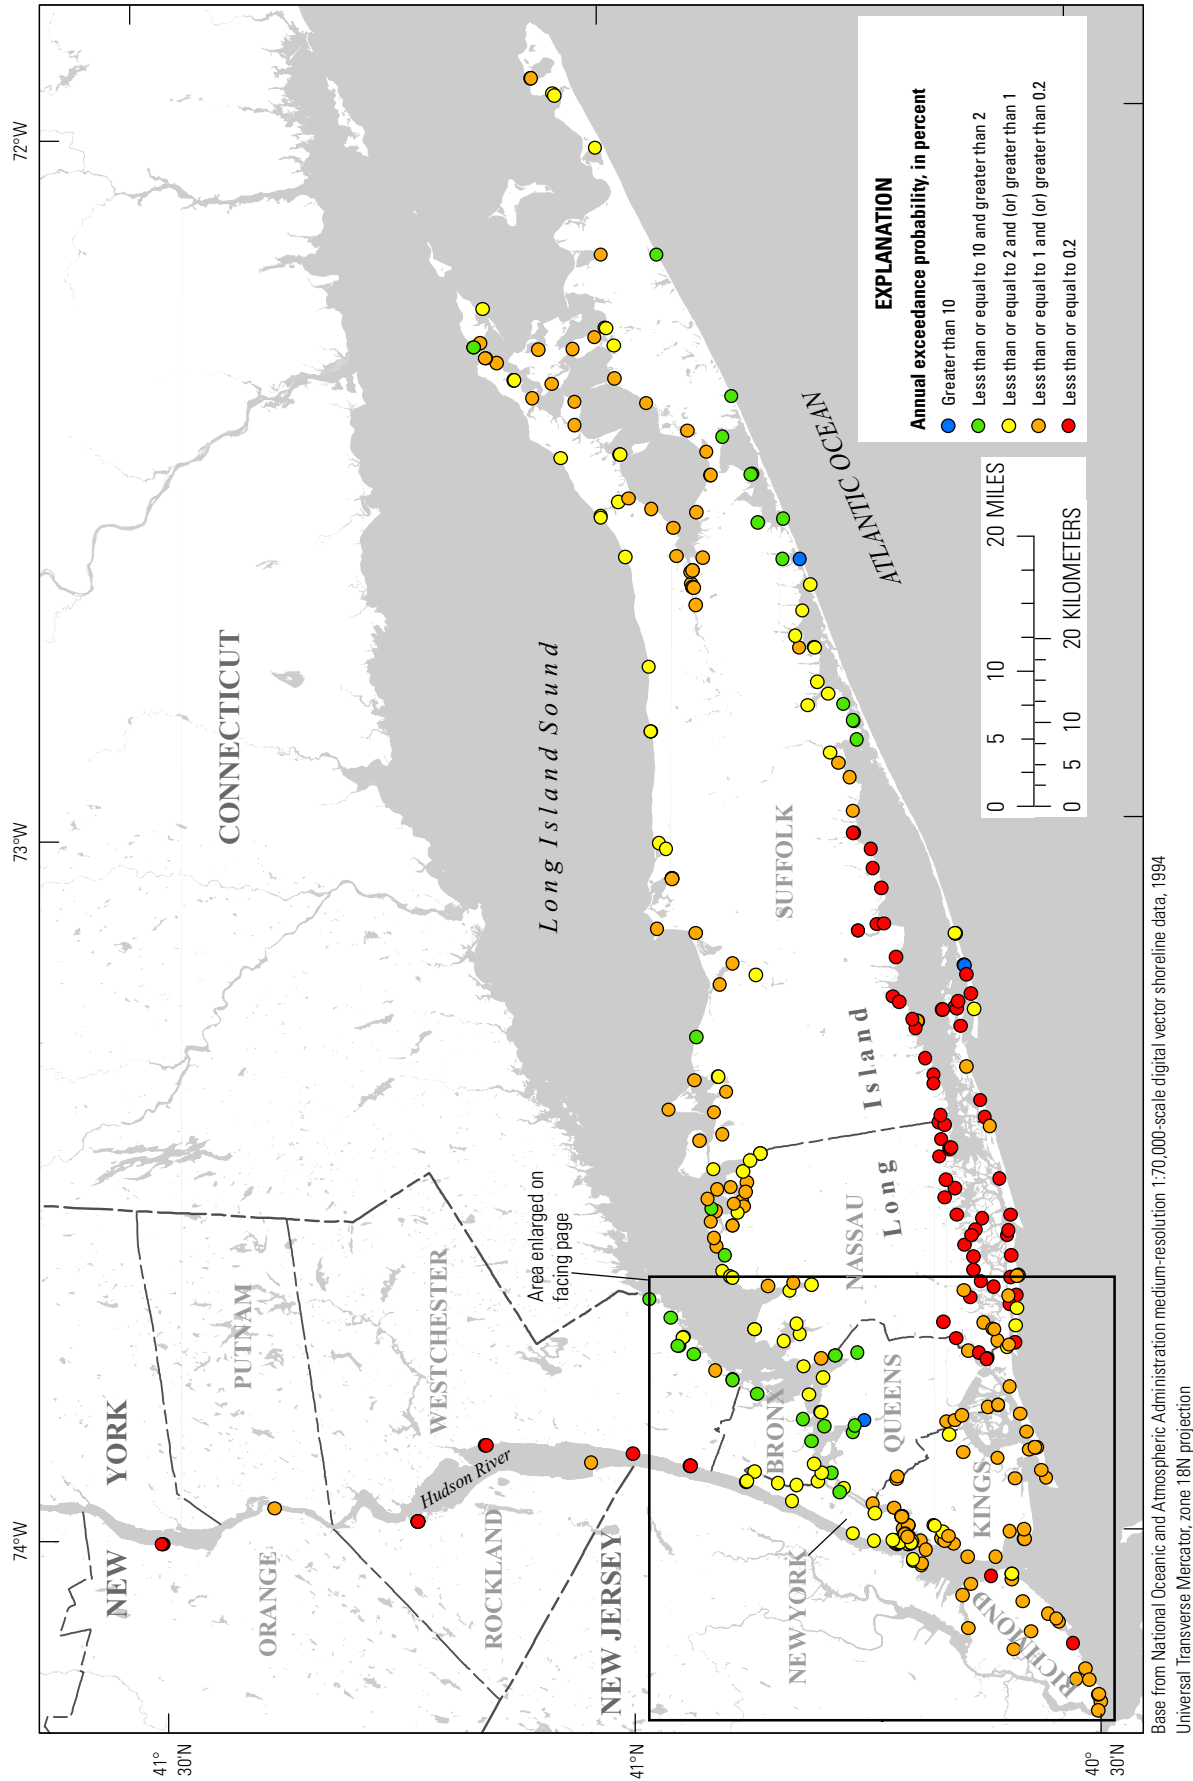 72°W
73°W
74°W
41°
30'N
41°N
40°
30'N
CONNECTICUT
NEW YORK
PUTNAM
WESTCHESTER
ORANGE
ROCKLAND
NEW JERSEY
Hudson River
Long Island Sound
SUFFOLK
Long Island
NASSAU
QUEENS
BRONX
KINGS
NEW YORK
RICHMOND
ATLANTIC OCEAN
Area enlarged on
facing page
EXPLANATION
Annual exceedance probability, in percent
Greater than 10
Less than or equal to 10 and greater than 2
Less than or equal to 2 and (or) greater than 1
Less than or equal to 1 and (or) greater than 0.2
Less than or equal to 0.2
0 5 10 20 MILES
0 5 10 20 KILOMETERS
Base from National Oceanic and Atmospheric Administration medium-resolution 1:70,000-scale digital vector shoreline data, 1994
Universal Transverse Mercator, zone 18N projection